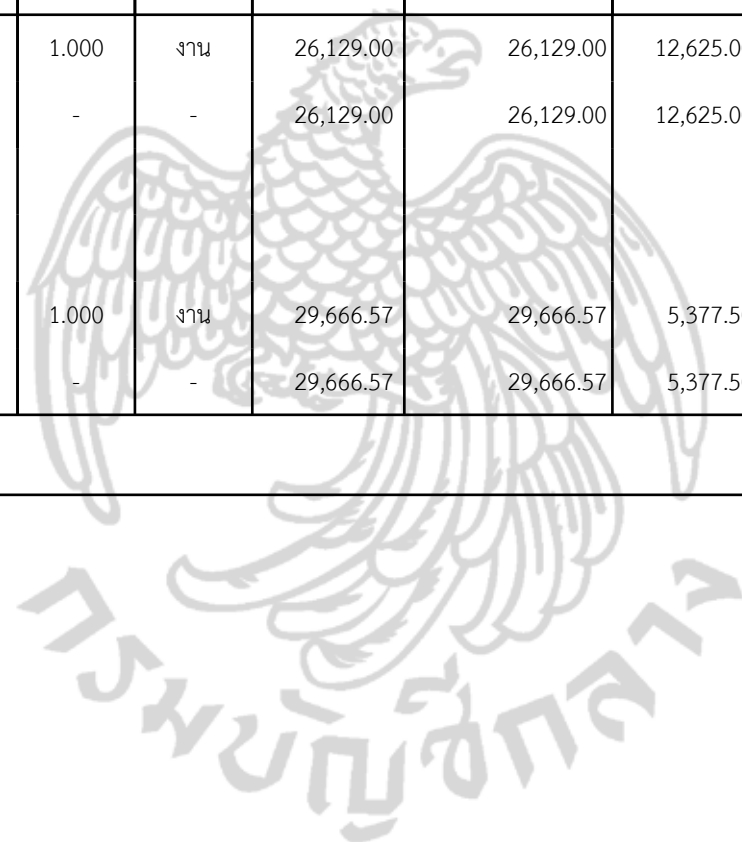 1.000 งาน 26,129.00 26,129.00 12,625.0
- - 26,129.00 26,129.00 12,625.0
1.000 งาน 29,666.57 29,666.57 5,377.5
- - 29,666.57 29,666.57 5,377.5
กรมบัญชีกลาง